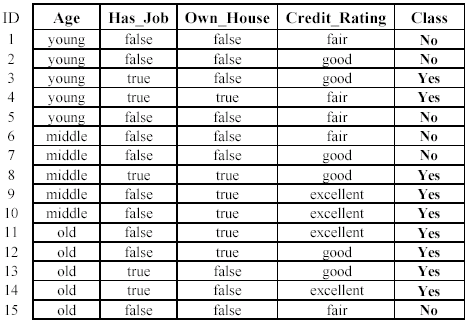 ID Age Has_Job Own_House Credit_Rating Class
1 young false false fair No
2 young false false good No
3 young true false good Yes
4 young true true fair Yes
5 young false false fair No
6 middle false false fair No
7 middle false false good No
8 middle true true good Yes
9 middle false true excellent Yes
10 middle false true excellent Yes
11 old false true excellent Yes
12 old false true good Yes
13 old true false good Yes
14 old true false excellent Yes
15 old false false fair No